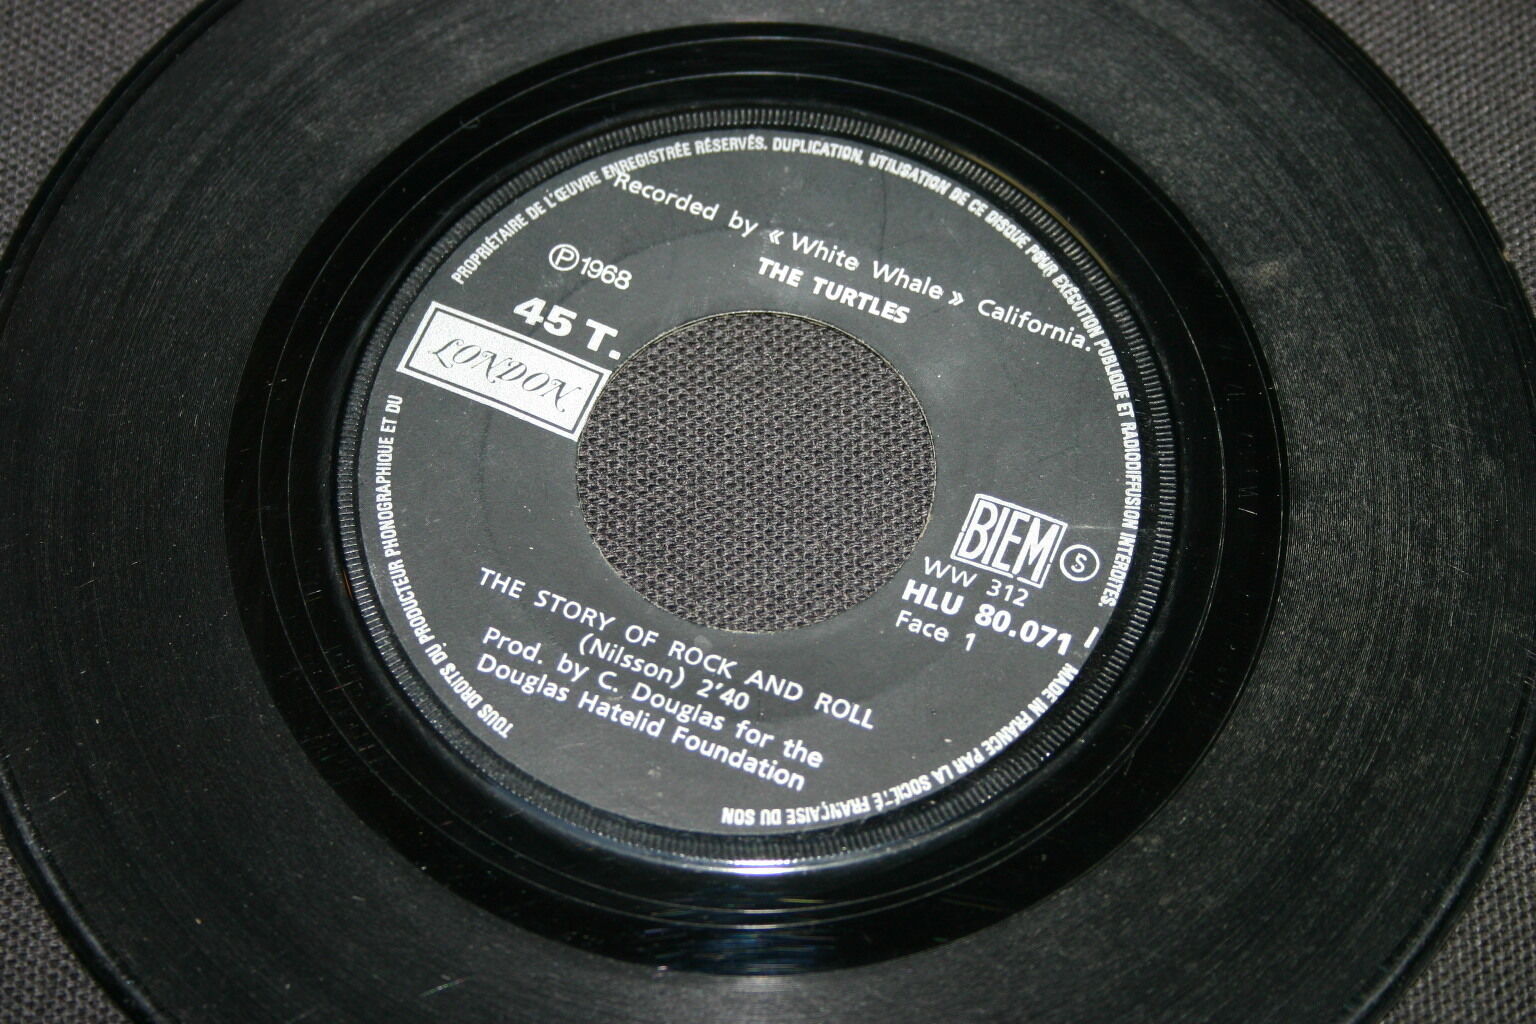 TOUS DROITS DU PRODUCTEUR PHONOGRAPHIQUE ET DU PROPRIÉTAIRE DE L'ŒUVRE ENREGISTRÉE RÉSERVÉS. DUPLICATION, UTILISATION DE CE DISQUE POUR EXÉCUTION PUBLIQUE ET RADIODIFFUSION INTERDITES.
Recorded by « White Whale » California.
THE TURTLES
℗ 1968
45 T.
LONDON
BIEM
S
WW 312
HLU 80.071
Face 1
THE STORY OF ROCK AND ROLL
(Nilsson) 2'40
Prod. by C. Douglas for the
Douglas Hatelid Foundation
MADE IN FRANCE PAR LA SOCIÉTÉ FRANÇAISE DU SON